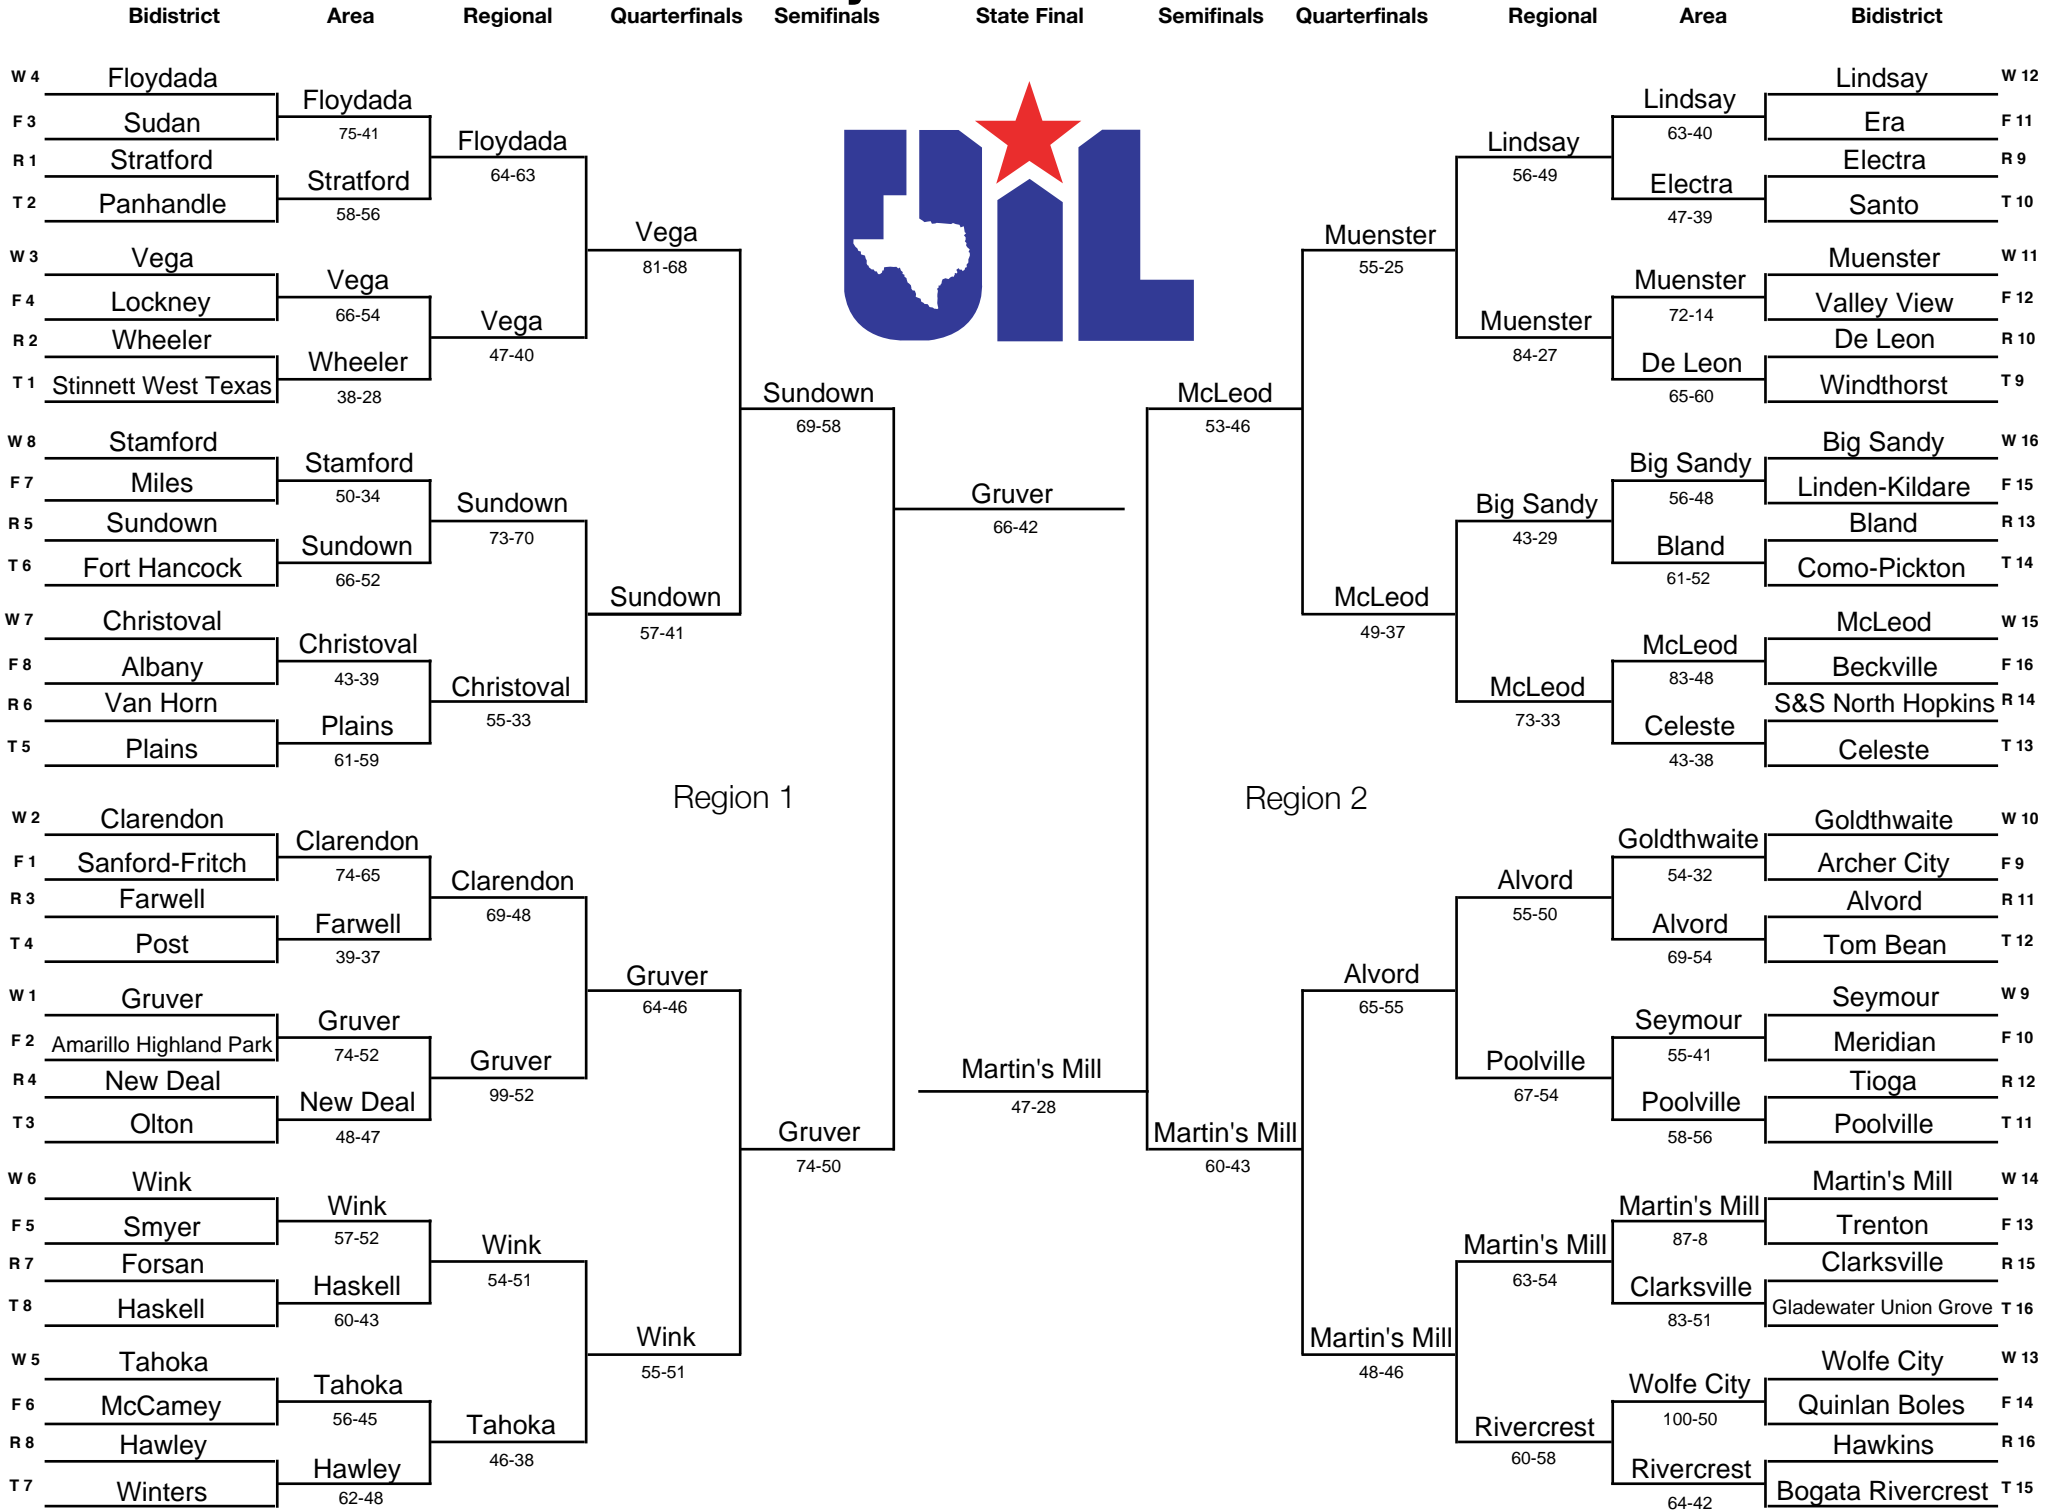 Bidistrict Area Regional Quarterfinals Semifinals State Final Semifinals Quarterfinals Regional Area Bidistrict
W 4 Floydada
Floydada
F 3 Sudan
75-41
Floydada
R 1 Stratford
64-63
Stratford
T 2 Panhandle
58-56
Vega
W 3 Vega
81-68
Vega
F 4 Lockney
66-54
Vega
R 2 Wheeler
47-40
Wheeler
T 1 Stinnett West Texas
38-28
Sundown
69-58
W 8 Stamford
Stamford
F 7 Miles
50-34
Sundown
R 5 Sundown
73-70
Sundown
T 6 Fort Hancock
66-52
Sundown
W 7 Christoval
57-41
Christoval
F 8 Albany
43-39
Christoval
R 6 Van Horn
55-33
Plains
T 5 Plains
61-59
Region 1
W 2 Clarendon
Clarendon
F 1 Sanford-Fritch
74-65
Clarendon
R 3 Farwell
69-48
Farwell
T 4 Post
39-37
Gruver
W 1 Gruver
64-46
Gruver
F 2 Amarillo Highland Park
74-52
Gruver
R 4 New Deal
99-52
New Deal
T 3 Olton
48-47
Gruver
74-50
W 6 Wink
Wink
F 5 Smyer
57-52
Wink
R 7 Forsan
54-51
Haskell
T 8 Haskell
60-43
Wink
W 5 Tahoka
55-51
Tahoka
F 6 McCamey
56-45
Tahoka
R 8 Hawley
46-38
Hawley
T 7 Winters
62-48
UIL
Gruver
66-42
Martin's Mill
47-28
Lindsay W 12
Lindsay
63-40
Era F 11
Lindsay
56-49
Electra R 9
Electra
47-39
Santo T 10
Muenster
55-25
Muenster W 11
Muenster
72-14
Valley View F 12
Muenster
84-27
De Leon R 10
De Leon
65-60
Windthorst T 9
McLeod
53-46
Big Sandy W 16
Big Sandy
56-48
Linden-Kildare F 15
Big Sandy
43-29
Bland R 13
Bland
61-52
Como-Pickton T 14
McLeod
49-37
McLeod W 15
McLeod
83-48
Beckville F 16
McLeod
73-33
S&S North Hopkins R 14
Celeste
43-38
Celeste T 13
Region 2
Goldthwaite W 10
Goldthwaite
54-32
Archer City F 9
Alvord
55-50
Alvord R 11
Alvord
69-54
Tom Bean T 12
Alvord
65-55
Seymour W 9
Seymour
55-41
Meridian F 10
Poolville
67-54
Tioga R 12
Poolville
58-56
Poolville T 11
Martin's Mill
60-43
Martin's Mill W 14
Martin's Mill
87-8
Trenton F 13
Martin's Mill
63-54
Clarksville R 15
Clarksville
83-51
Gladewater Union Grove T 16
Martin's Mill
48-46
Wolfe City W 13
Wolfe City
100-50
Quinlan Boles F 14
Rivercrest
60-58
Hawkins R 16
Rivercrest
64-42
Bogata Rivercrest T 15